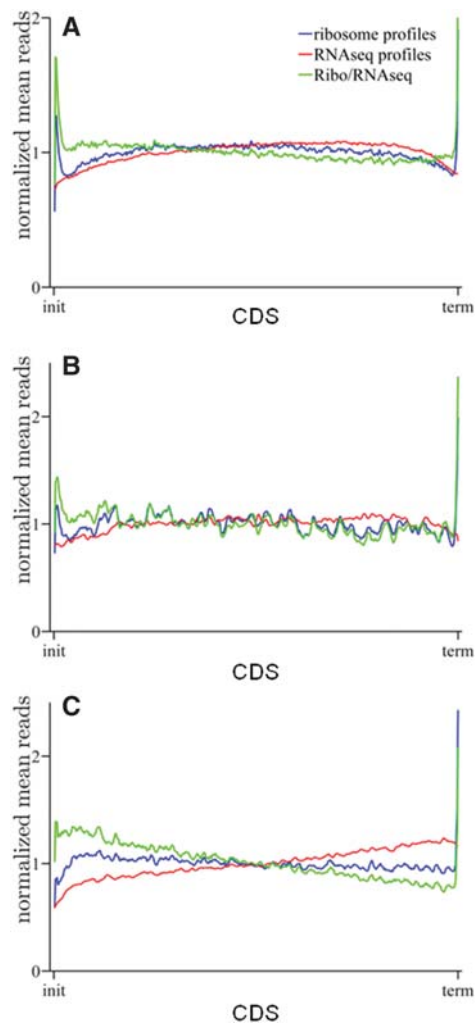 A
normalized mean reads
2
1
0
ribosome profiles
RNAseq profiles
Ribo/RNAseq
init
term
CDS
B
normalized mean reads
2
1
0
init
term
CDS
C
normalized mean reads
2
1
0
init
term
CDS